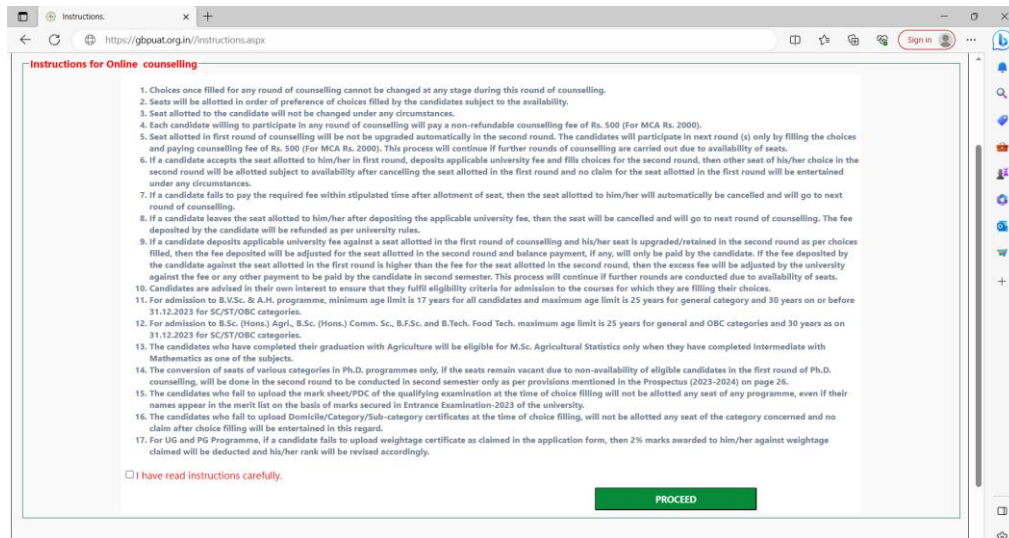 Instructions.
https://gbpuat.org.in//instructions.aspx
Sign in
Instructions for Online counselling
1. Choices once filled for any round of counselling cannot be changed at any stage during this round of counselling.
2. Seats will be allotted in order of preference of choices filled by the candidates subject to the availability.
3. Seat allotted to the candidate will not be changed under any circumstances.
4. Each candidate willing to participate in any round of counselling will pay a non-refundable counselling fee of Rs. 500 (For MCA Rs. 2000).
5. Seat allotted in first round of counselling will be not be upgraded automatically in the second round. The candidates will participate in next round (s) only by filling the choices
and paying counselling fee of Rs. 500 (For MCA Rs. 2000). This process will continue if further rounds of counselling are carried out due to availability of seats.
6. If a candidate accepts the seat allotted to him/her in first round, deposits applicable university fee and fills choices for the second round, then other seat of his/her choice in the
second round will be allotted subject to availability after cancelling the seat allotted in the first round and no claim for the seat allotted in the first round will be entertained
under any circumstances.
7. If a candidate fails to pay the required fee within stipulated time after allotment of seat, then the seat allotted to him/her will automatically be cancelled and will go to next
round of counselling.
8. If a candidate leaves the seat allotted to him/her after depositing the applicable university fee, then the seat will be cancelled and will go to next round of counselling. The fee
deposited by the candidate will be refunded as per university rules.
9. If a candidate deposits applicable university fee against a seat allotted in the first round of counselling and his/her seat is upgraded/retained in the second round as per choices
filled, then the fee deposited will be adjusted for the seat allotted in the second round and balance payment, if any, will only be paid by the candidate. If the fee deposited by
the candidate against the seat allotted in the first round is higher than the fee for the seat allotted in the second round, then the excess fee will be adjusted by the university
against the fee or any other payment to be paid by the candidate in second semester. This process will continue if further rounds are conducted due to availability of seats.
10. Candidates are advised in their own interest to ensure that they fulfil eligibility criteria for admission to the courses for which they are filling their choices.
11. For admission to B.V.Sc. & A.H. programme, minimum age limit is 17 years for all candidates and maximum age limit is 25 years for general category and 30 years on or before
31.12.2023 for SC/ST/OBC categories.
12. For admission to B.Sc. (Hons.) Agri., B.Sc. (Hons.) Comm. Sc., B.F.Sc. and B.Tech. Food Tech. maximum age limit is 25 years for general and OBC categories and 30 years as on
31.12.2023 for SC/ST/OBC categories.
13. The candidates who have completed their graduation with Agriculture will be eligible for M.Sc. Agricultural Statistics only when they have completed Intermediate with
Mathematics as one of the subjects.
14. The conversion of seats of various categories in Ph.D. programmes only, if the seats remain vacant due to non-availability of eligible candidates in the first round of Ph.D.
counselling, will be done in the second round to be conducted in second semester only as per provisions mentioned in the Prospectus (2023-2024) on page 26.
15. The candidates who fail to upload the mark sheet/PDC of the qualifying examination at the time of choice filling will not be allotted any seat of any programme, even if their
names appear in the merit list on the basis of marks secured in Entrance Examination-2023 of the university.
16. The candidates who fail to upload Domicile/Category/Sub-category certificates at the time of choice filling, will not be allotted any seat of the category concerned and no
claim after choice filling will be entertained in this regard.
17. For UG and PG Programme, if a candidate fails to upload weightage certificate as claimed in the application form, then 2% marks awarded to him/her against weightage
claimed will be deducted and his/her rank will be revised accordingly.
I have read instructions carefully.
PROCEED